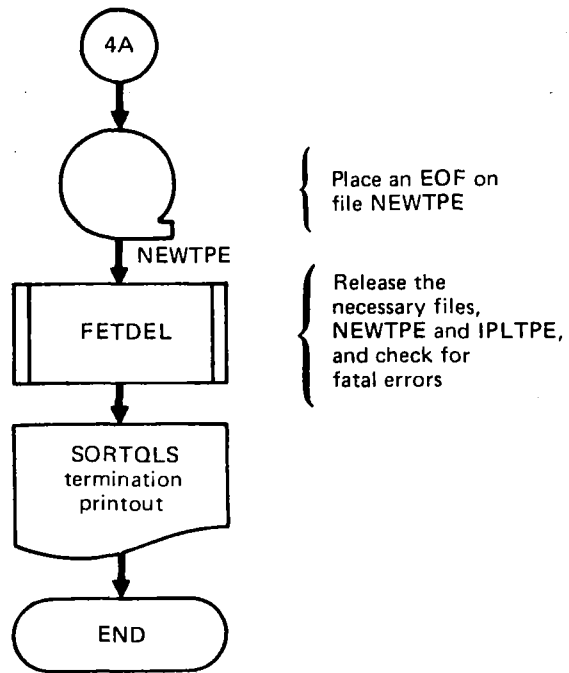 4A
Place an EOF on
file NEWTPE
NEWTPE
FETDEL
Release the
necessary files,
NEWTPE and IPLTPE,
and check for
fatal errors
SORTQLS
termination
printout
END